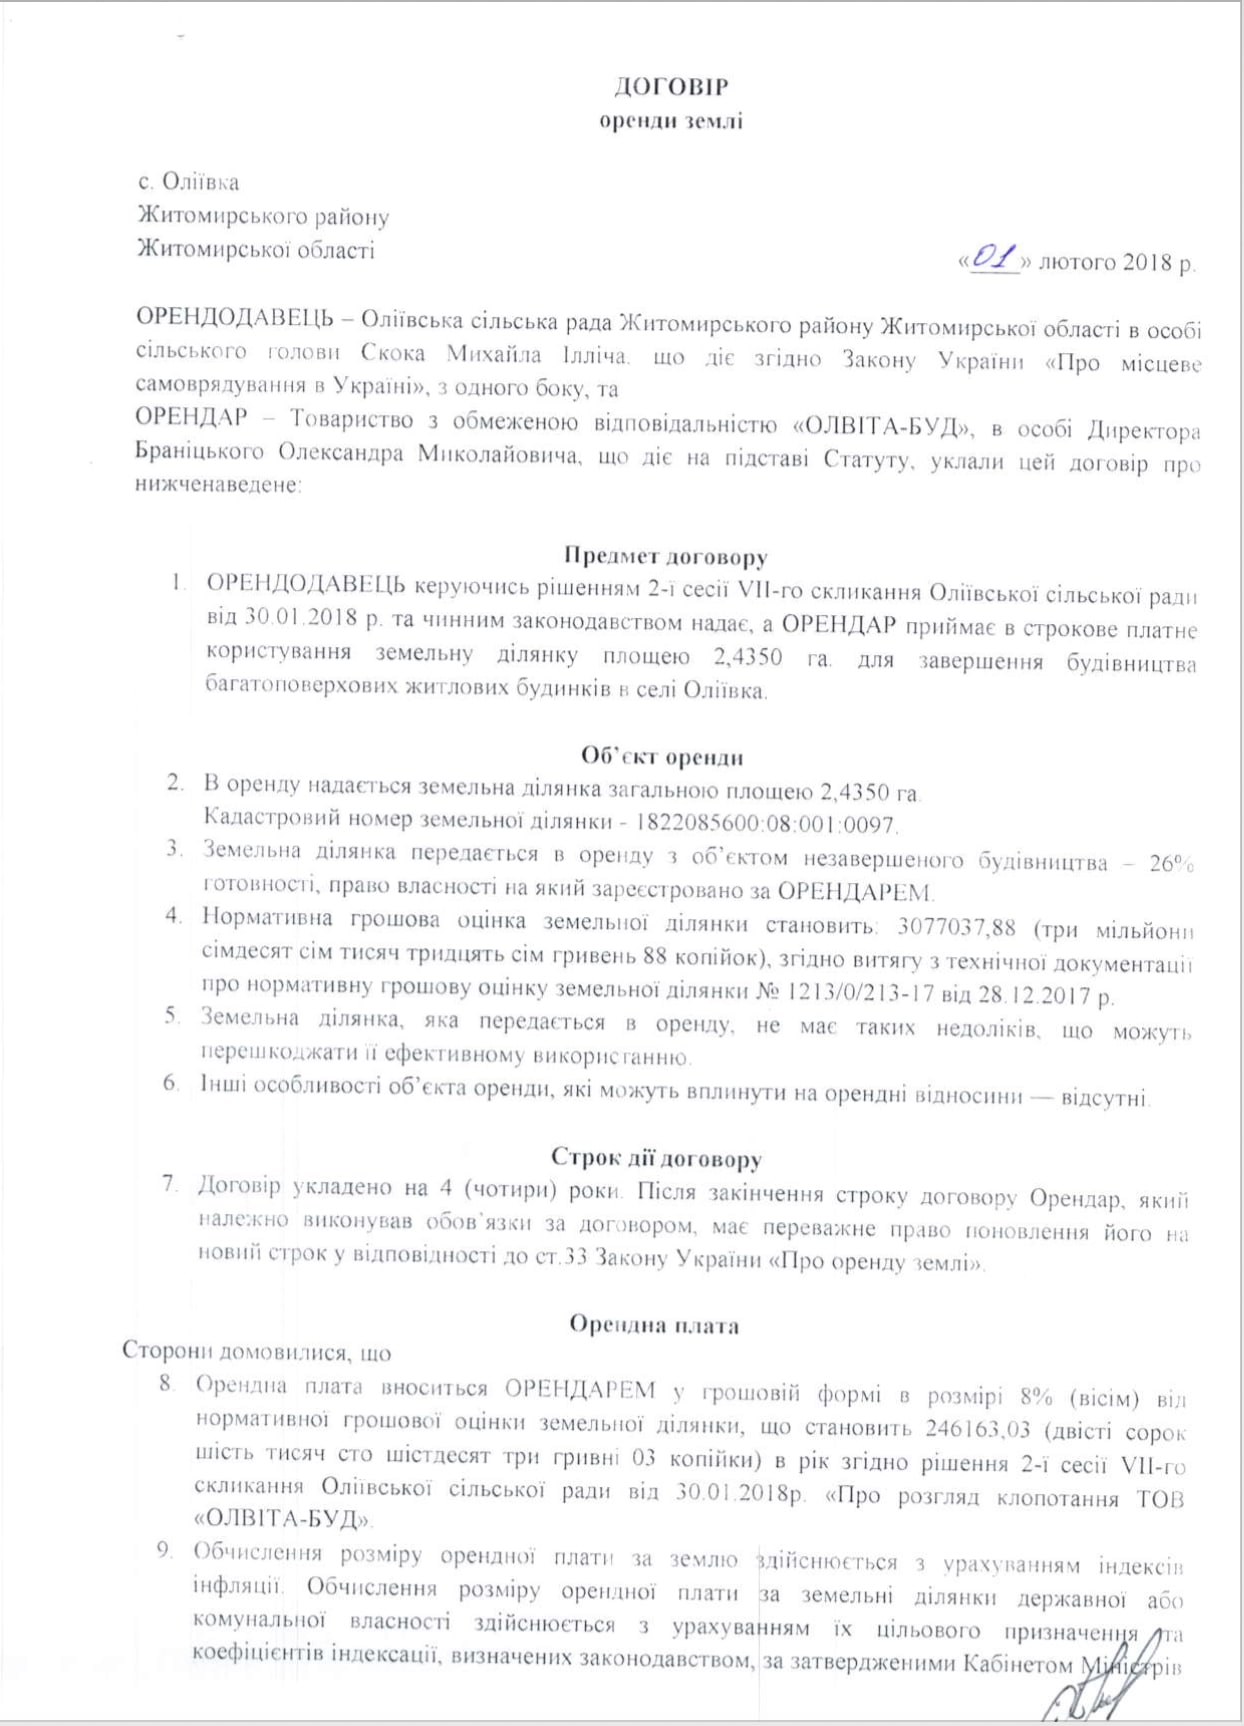 ДОГОВІР
оренди землі
с. Оліївка
Житомирського району
Житомирської області
«01» лютого 2018 р.
ОРЕНДОДАВЕЦЬ – Оліївська сільська рада Житомирського району Житомирської області в особі
сільського голови Скока Михайла Ілліча, що діє згідно Закону України «Про місцеве
самоврядування в Україні», з одного боку, та
ОРЕНДАР – Товариство з обмеженою відповідальністю «ОЛВІТА-БУД», в особі Директора
Браніцького Олександра Миколайовича, що діє на підставі Статуту, уклали цей договір про
нижченаведене:
Предмет договору
1. ОРЕНДОДАВЕЦЬ керуючись рішенням 2-ї сесії VII-го скликання Оліївської сільської ради
від 30.01.2018 р. та чинним законодавством надає, а ОРЕНДАР приймає в строкове платне
користування земельну ділянку площею 2,4350 га. для завершення будівництва
багатоповерхових житлових будинків в селі Оліївка.
Об’єкт оренди
2. В оренду надається земельна ділянка загальною площею 2,4350 га.
Кадастровий номер земельної ділянки - 1822085600:08:001:0097.
3. Земельна ділянка передається в оренду з об’єктом незавершеного будівництва – 26%
готовності, право власності на який зареєстровано за ОРЕНДАРЕМ.
4. Нормативна грошова оцінка земельної ділянки становить: 3077037,88 (три мільйони
сімдесят сім тисяч тридцять сім гривень 88 копійок), згідно витягу з технічної документації
про нормативну грошову оцінку земельної ділянки № 1213/0/213-17 від 28.12.2017 р.
5. Земельна ділянка, яка передається в оренду, не має таких недоліків, що можуть
перешкоджати її ефективному використанню.
6. Інші особливості об’єкта оренди, які можуть вплинути на орендні відносини — відсутні.
Строк дії договору
7. Договір укладено на 4 (чотири) роки. Після закінчення строку договору Орендар, який
належно виконував обов’язки за договором, має переважне право поновлення його на
новий строк у відповідності до ст.33 Закону України «Про оренду землі».
Орендна плата
Сторони домовилися, що
8. Орендна плата вноситься ОРЕНДАРЕМ у грошовій формі в розмірі 8% (вісім) від
нормативної грошової оцінки земельної ділянки, що становить 246163,03 (двісті сорок
шість тисяч сто шістдесят три гривні 03 копійки) в рік згідно рішення 2-ї сесії VII-го
скликання Оліївської сільської ради від 30.01.2018р. «Про розгляд клопотання ТОВ
«ОЛВІТА-БУД».
9. Обчислення розміру орендної плати за землю здійснюється з урахуванням індексів
інфляції. Обчислення розміру орендної плати за земельні ділянки державної або
комунальної власності здійснюється з урахуванням їх цільового призначення та
коефіцієнтів індексації, визначених законодавством, за затвердженими Кабінетом Міністрів